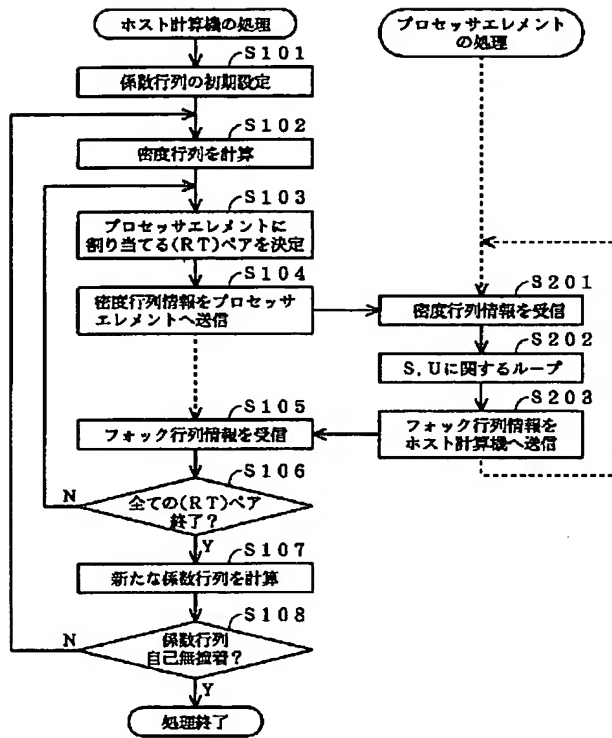 ホスト計算機の処理
S101
係数行列の初期設定
S102
密度行列を計算
S103
プロセッサエレメントに
割り当てる(RT)ペアを決定
S104
密度行列情報をプロセッサ
エレメントへ送信
S105
フォック行列情報を受信
S106
全ての(RT)ペア
終了?
N
Y
S107
新たな係数行列を計算
S108
係数行列
自己無撞着?
N
Y
処理終了
プロセッサエレメント
の処理
S201
密度行列情報を受信
S202
S,Uに関するループ
S203
フォック行列情報を
ホスト計算機へ送信